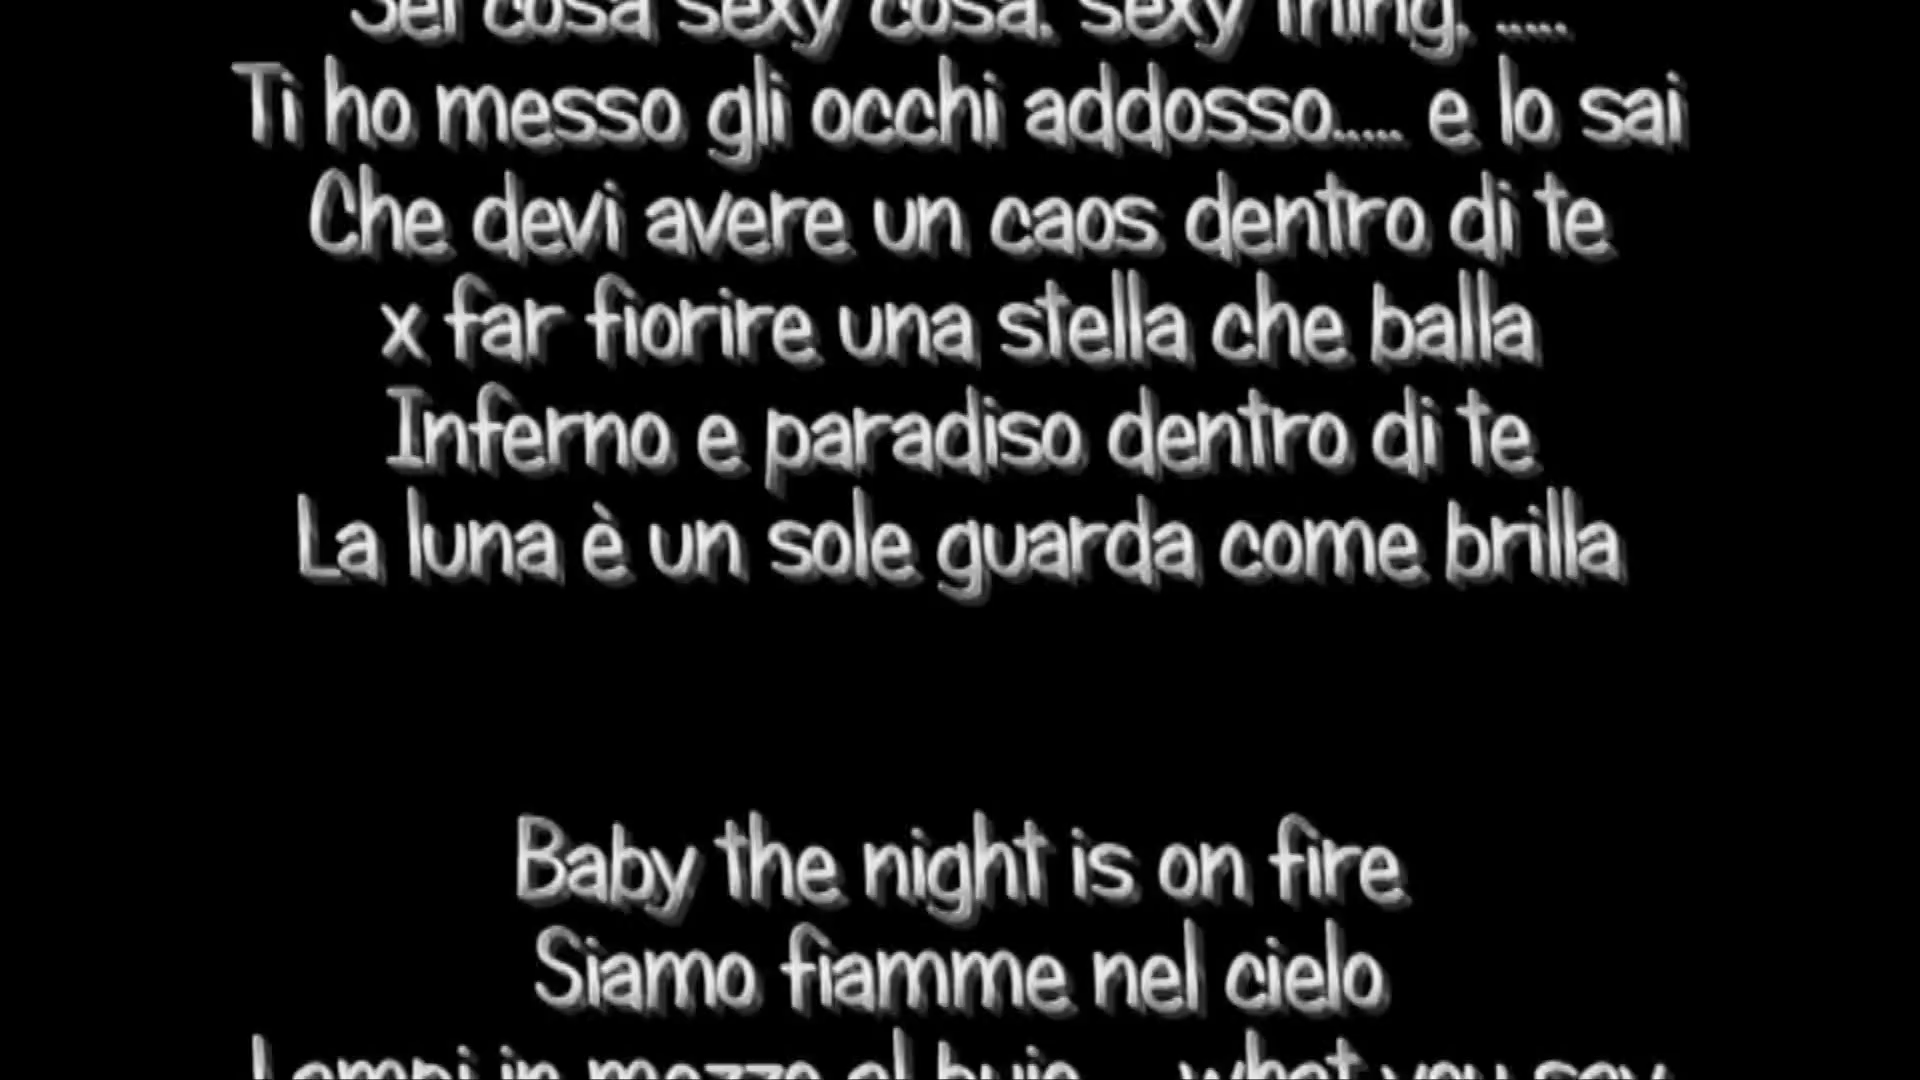 Sei cosa sexy cosa. sexy thing. .....
Ti ho messo gli occhi addosso..... e lo sai
Che devi avere un caos dentro di te
x far fiorire una stella che balla
Inferno e paradiso dentro di te
La luna è un sole guarda come brilla
Baby the night is on fire
Siamo fiamme nel cielo
Lampi in mezzo al buio.... what you say